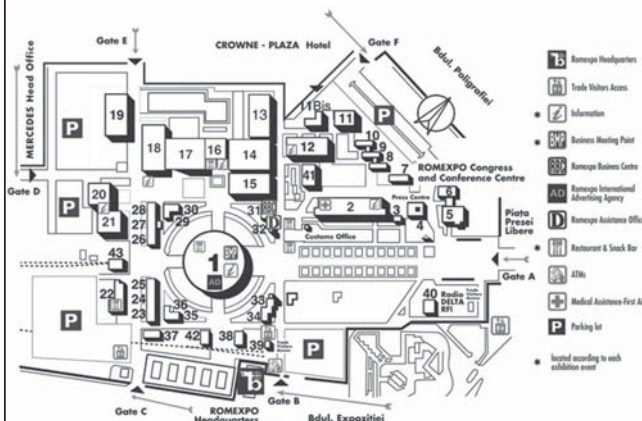 Gate E
CROWNE - PLAZA Hotel
Gate F
Bdul. Poligrafiei
MERCEDES Head Office
P
19
13
11Bis
11
P
18
17
16
14
12
10
9
8
7
41
15
ROMEXPO Congress
and Conference Centre
Gate D
P
20
21
28
27
26
30
29
31
32
D
2
Press Centre
3
4
6
5
Customs Office
Piața
Presei
Libere
1
BMP
AD
43
22
25
24
23
36
35
33
34
Gate A
40
Radio
DELTA
RFI
P
37
42
38
39
P
Gate C
ROMEXPO
Headquarters
Gate B
Bdul. Expozitiei
Romexpo Headquarters
Trade Visitors Access
* Information
* BMP Business Meeting Point
Romexpo Business Centre
AD Romexpo International
Advertising Agency
D Romexpo Assistance Offic
* Restaurant & Snack Bar
ATMs
Medical Assistance-First A
P Parking lot
* located according to each
exhibition event